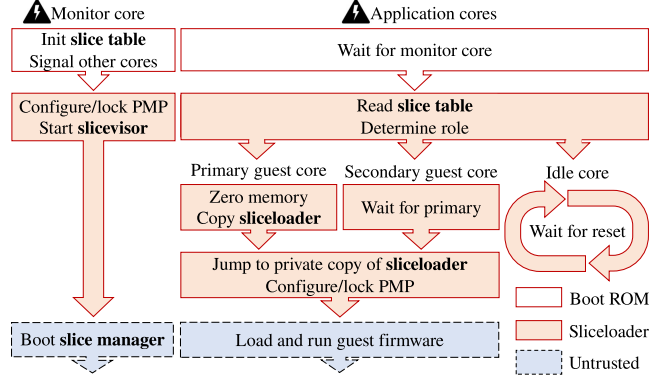 Monitor core
Application cores
Init slice table
Signal other cores
Wait for monitor core
Configure/lock PMP
Start slicevisor
Read slice table
Determine role
Primary guest core
Secondary guest core
Idle core
Zero memory
Copy sliceloader
Wait for primary
Wait for reset
Jump to private copy of sliceloader
Configure/lock PMP
Boot ROM
Sliceloader
Untrusted
Boot slice manager
Load and run guest firmware